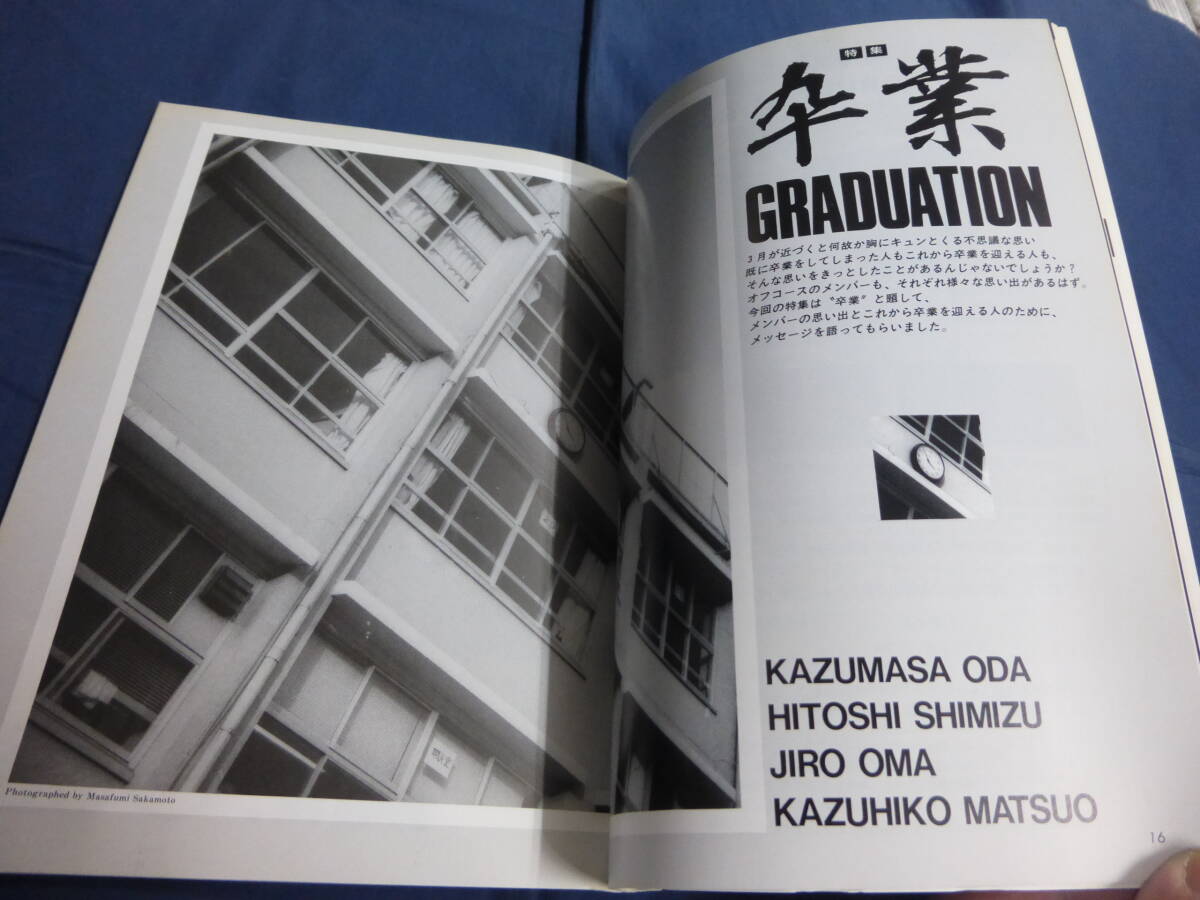 特集
卒業
GRADUATION
3月が近づくと何故か胸にキュンとくる不思議な思い
既に卒業をしてしまった人もこれから卒業を迎える人も、
そんな思いをきっとしたことがあるんじゃないでしょうか？
オフコースのメンバーも、それぞれ様々な思い出があるはず。
今回の特集は〝卒業〞と題して、
メンバーの思い出とこれから卒業を迎える人のために、
メッセージを語ってもらいました。
KAZUMASA ODA
HITOSHI SHIMIZU
JIRO OMA
KAZUHIKO MATSUO
16
Photographed by Masafumi Sakamoto